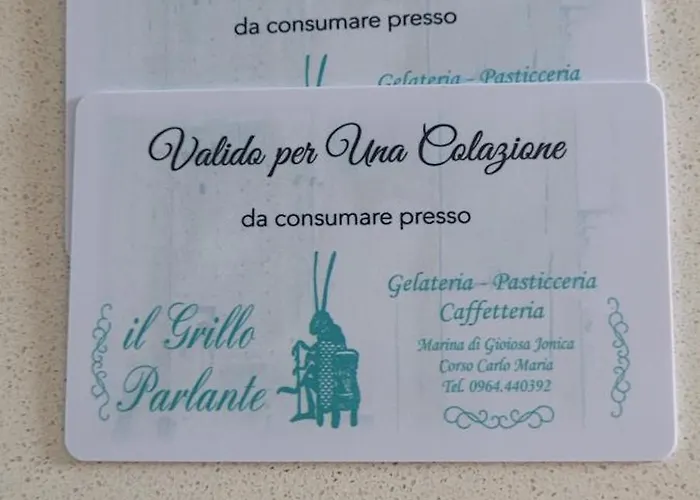 da consumare presso
Gelateria - Pasticceria
Valido per Una Colazione
da consumare presso
il Grillo
Parlante
Gelateria - Pasticceria
Caffetteria
Marina di Gioiosa Jonica
Corso Carlo Maria
Tel. 0964.440392